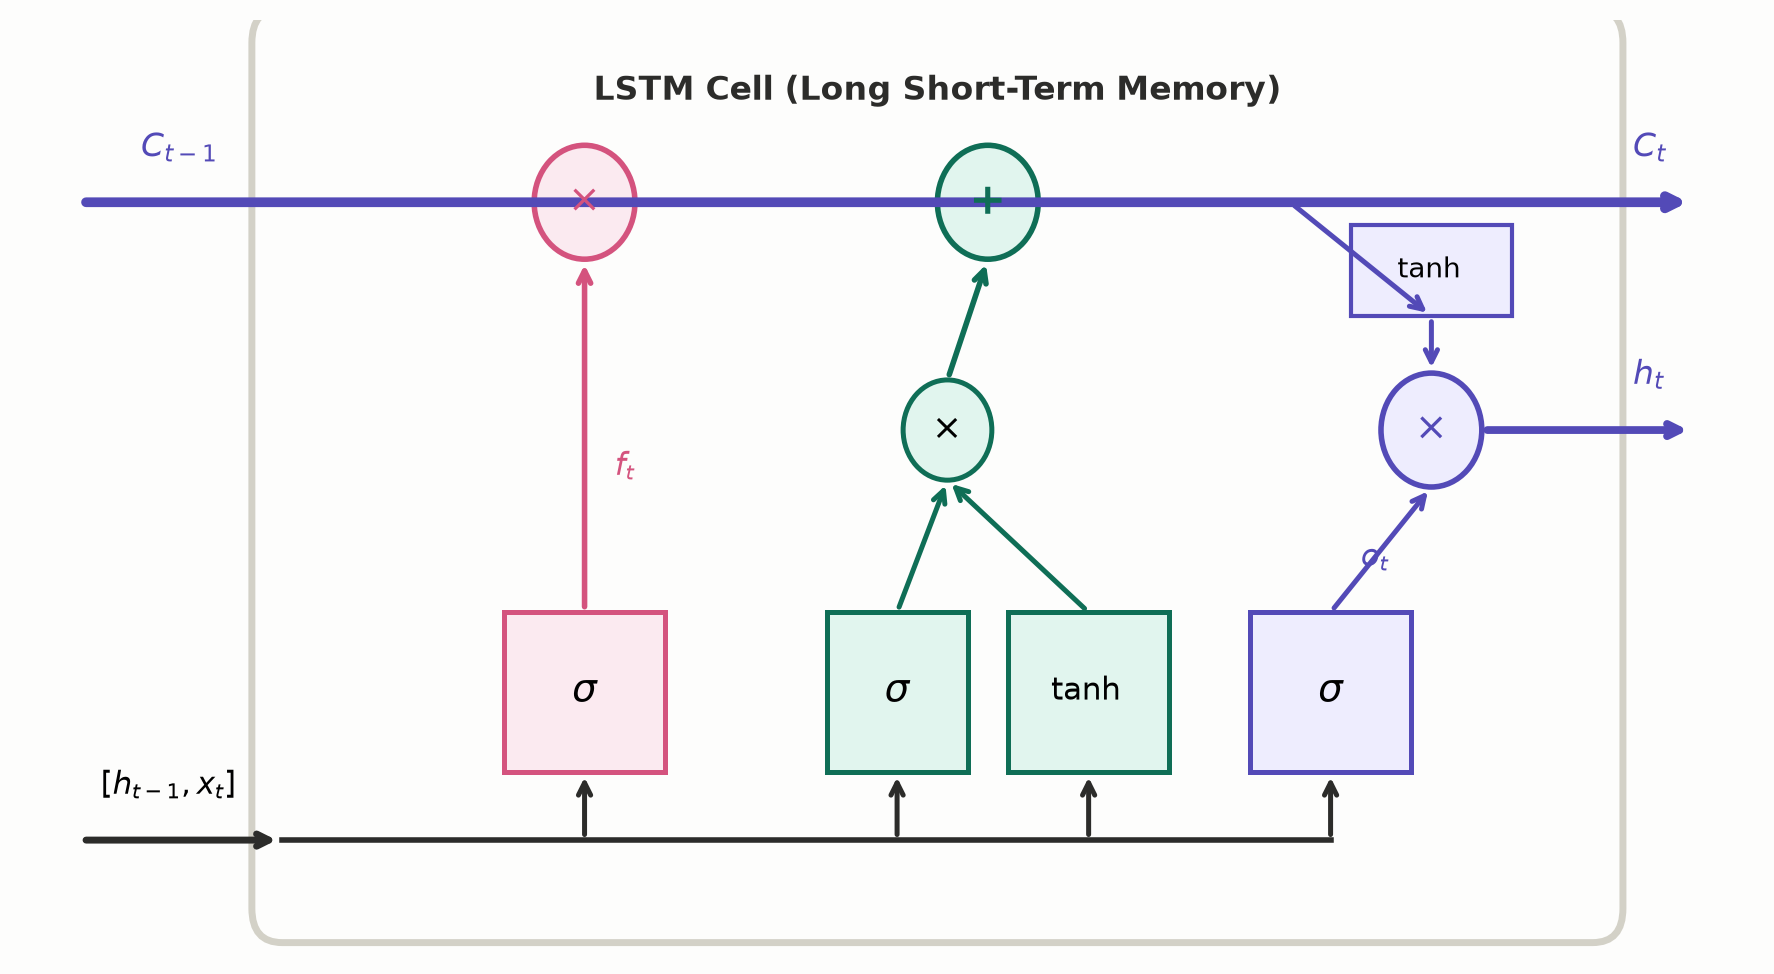 LSTM Cell (Long Short-Term Memory)
C_{t−1}
C_t
×
+
tanh
h_t
×
×
f_t
o_t
σ
σ
tanh
σ
[h_{t−1}, x_t]